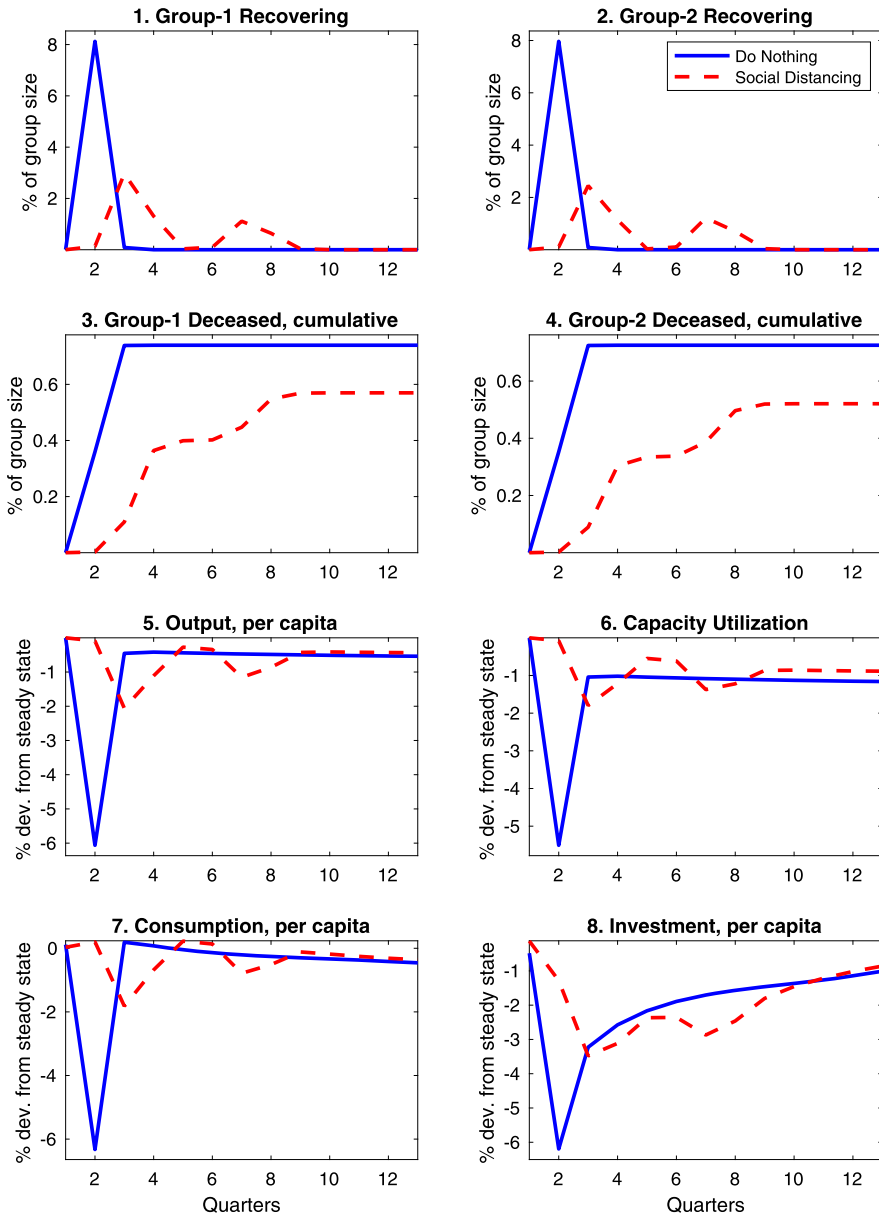 1. Group-1 Recovering
% of group size
8
6
4
2
2 4 6 8 10 12
2. Group-2 Recovering
Do Nothing
Social Distancing
% of group size
8
6
4
2
2 4 6 8 10 12
3. Group-1 Deceased, cumulative
% of group size
0.6
0.4
0.2
2 4 6 8 10 12
4. Group-2 Deceased, cumulative
% of group size
0.6
0.4
0.2
2 4 6 8 10 12
5. Output, per capita
% dev. from steady state
-1
-2
-3
-4
-5
-6
2 4 6 8 10 12
6. Capacity Utilization
% dev. from steady state
-1
-2
-3
-4
-5
2 4 6 8 10 12
7. Consumption, per capita
% dev. from steady state
0
-2
-4
-6
2 4 6 8 10 12
Quarters
8. Investment, per capita
% dev. from steady state
-1
-2
-3
-4
-5
-6
2 4 6 8 10 12
Quarters